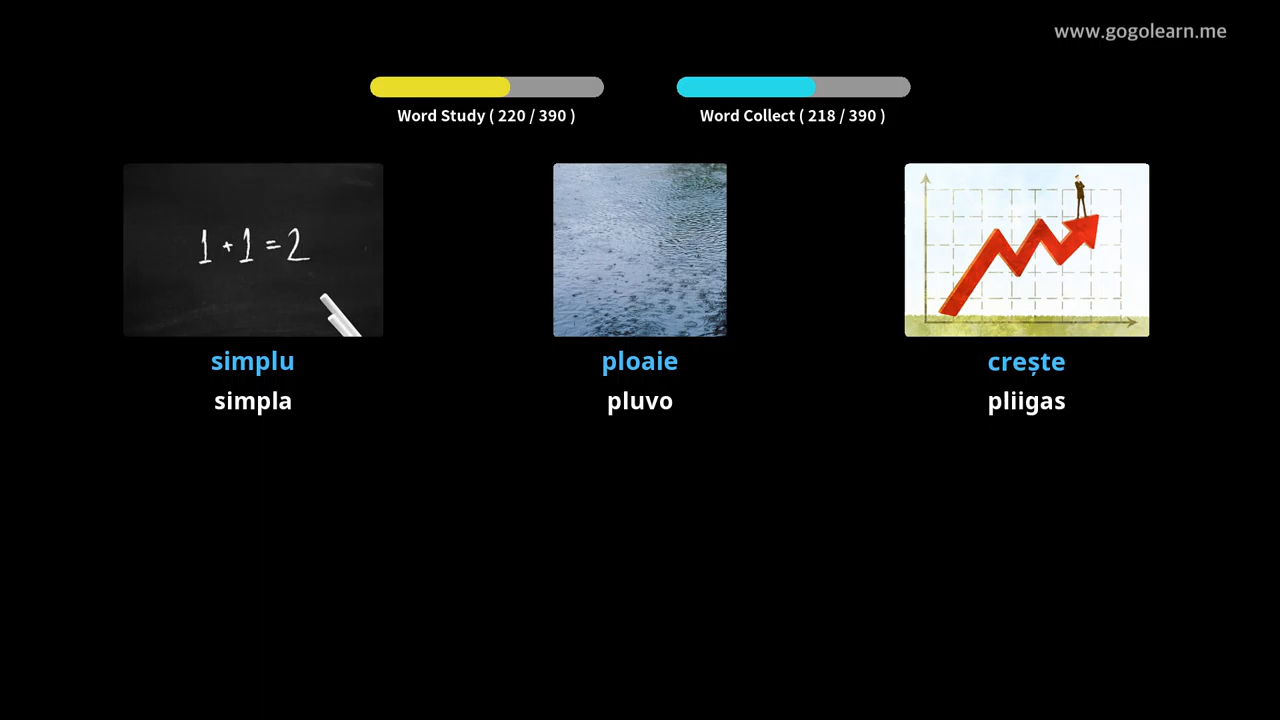 www.gogolearn.me
Word Study ( 220 / 390 )
Word Collect ( 218 / 390 )
1 + 1 = 2
simplu
ploaie
crește
simpla
pluvo
pliigas